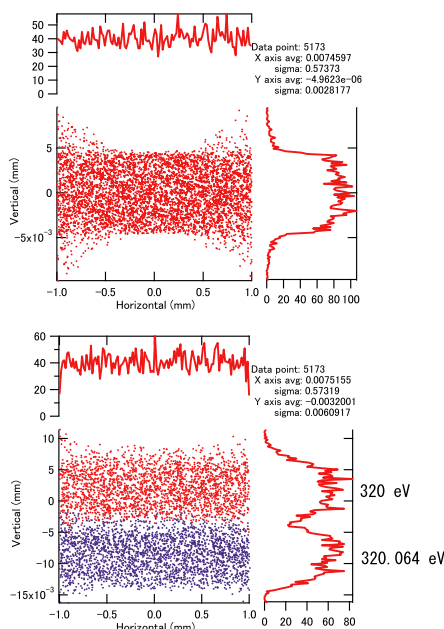 50
40
30
20
10
0
Data point: 5173
X axis avg: 0.0074597
sigma: 0.57373
Y axis avg: -4.9623e-06
sigma: 0.0028177
Vertical (mm)
5
0
-5x10-3
-1.0 -0.5 0.0 0.5 1.0
Horizontal (mm)
0 20 40 60 80 100
60
40
20
0
Data point: 5173
X axis avg: 0.0075155
sigma: 0.57319
Y axis avg: -0.0032001
sigma: 0.0060917
Vertical (mm)
10
5
0
-5
-10
-15x10-3
320 eV
320.064 eV
-1.0 -0.5 0.0 0.5 1.0
Horizontal (mm)
0 20 40 60 80